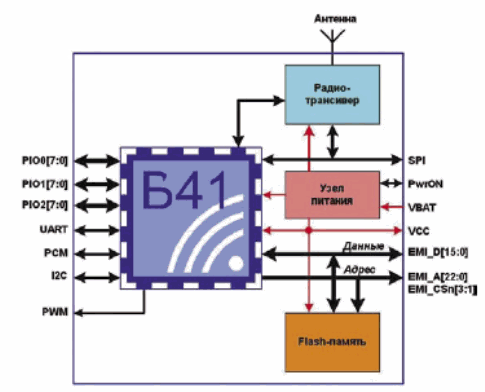 Антенна
Радио-
трансивер
Б41
PIO0[7:0]
PIO1[7:0]
PIO2[7:0]
UART
PCM
I2C
PWM
Узел
питания
SPI
PwrON
VBAT
VCC
Данные
EMI_D[15:0]
Адрес
EMI_A[22:0]
EMI_CSn[3:1]
Flash-память